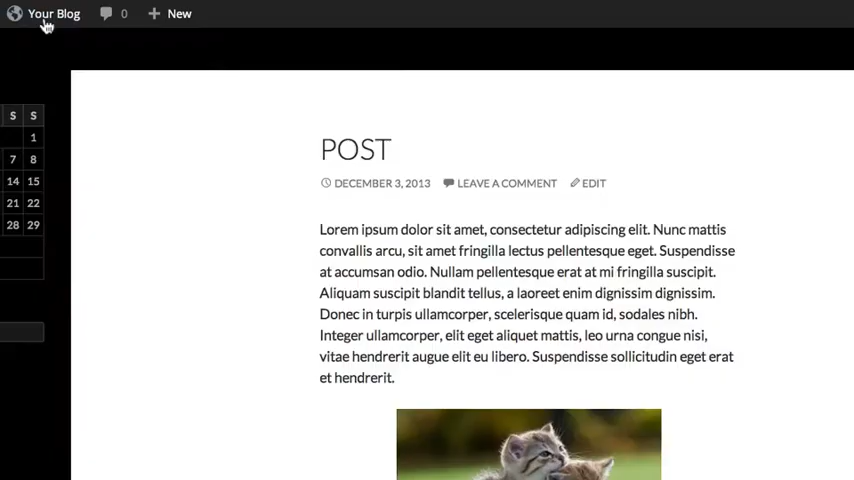 Your Blog 0 New
S S
1
7 8
14 15
21 22
28 29
POST
DECEMBER 3, 2013 LEAVE A COMMENT EDIT
Lorem ipsum dolor sit amet, consectetur adipiscing elit. Nunc mattis
convallis arcu, sit amet fringilla lectus pellentesque eget. Suspendisse
at accumsan odio. Nullam pellentesque erat at mi fringilla suscipit.
Aliquam suscipit blandit tellus, a laoreet enim dignissim dignissim.
Donec in turpis ullamcorper, scelerisque quam id, sodales nibh.
Integer ullamcorper, elit eget aliquet mattis, leo urna congue nisi,
vitae hendrerit augue elit eu libero. Suspendisse sollicitudin eget erat
et hendrerit.